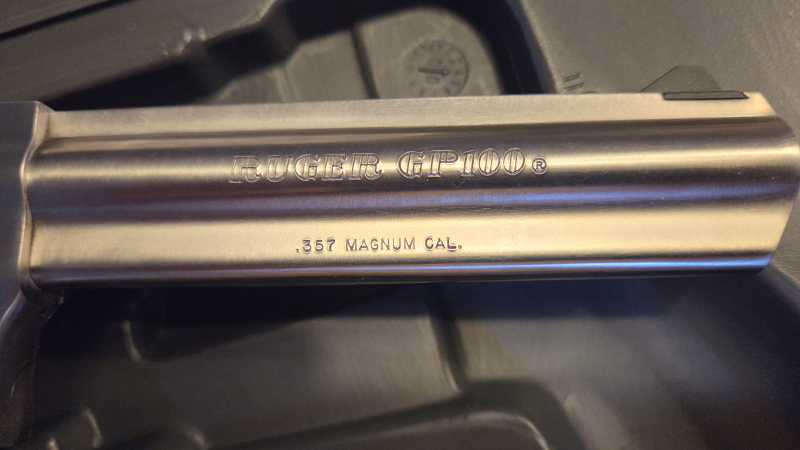 RUGER GP100®
.357 MAGNUM CAL.